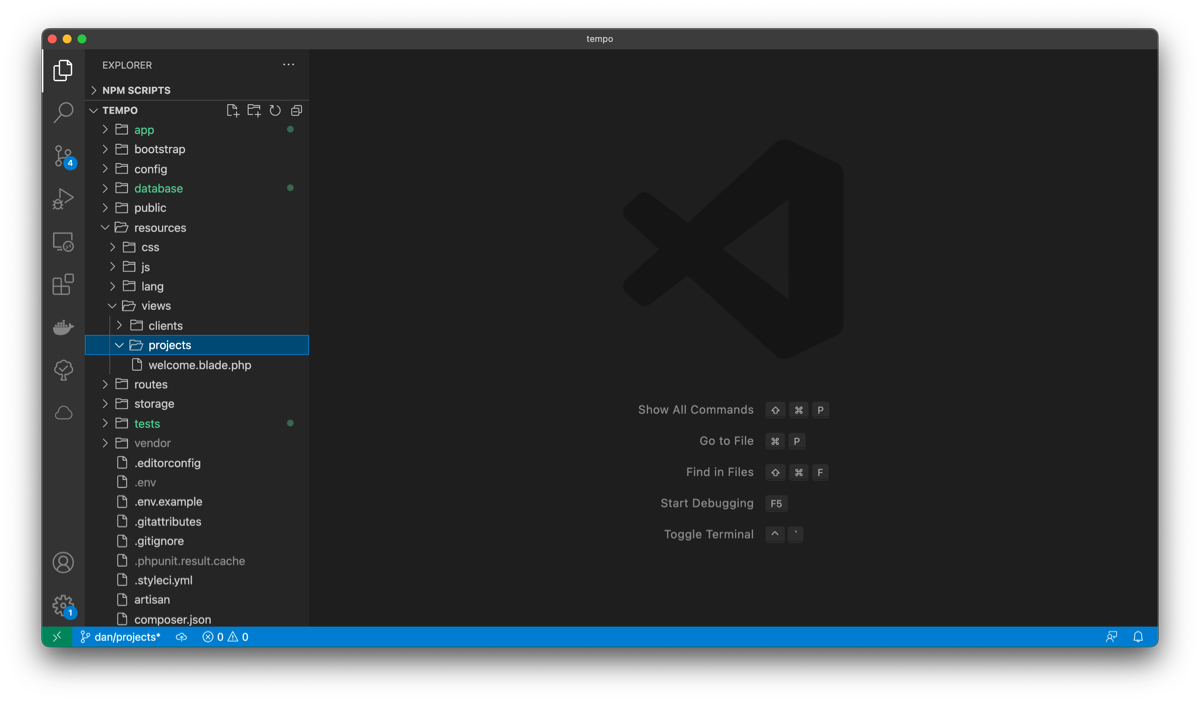 tempo
EXPLORER
NPM SCRIPTS
TEMPO
app
bootstrap
config
database
public
resources
css
js
lang
views
clients
projects
welcome.blade.php
routes
storage
tests
vendor
.editorconfig
.env
.env.example
.gitattributes
.gitignore
.phpunit.result.cache
.styleci.yml
artisan
composer.json
4
1
Show All Commands ⇧ ⌘ P
Go to File ⌘ P
Find in Files ⇧ ⌘ F
Start Debugging F5
Toggle Terminal ^ `
dan/projects* 0 0